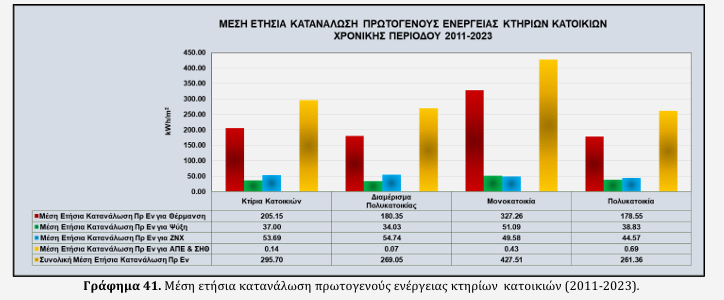 ΜΕΣΗ ΕΤΗΣΙΑ ΚΑΤΑΝΑΛΩΣΗ ΠΡΩΤΟΓΕΝΟΥΣ ΕΝΕΡΓΕΙΑΣ ΚΤΗΡΙΩΝ ΚΑΤΟΙΚΙΩΝ
ΧΡΟΝΙΚΗΣ ΠΕΡΙΟΔΟΥ 2011-2023
kWh/m²
450.00
400.00
350.00
300.00
250.00
200.00
150.00
100.00
50.00
0.00
Κτίρια Κατοικιών Διαμέρισμα Πολυκατοικίας Μονοκατοικία Πολυκατοικία
Μέση Ετήσια Κατανάλωση Πρ Εν για Θέρμανση 205.15 180.35 327.26 178.55
Μέση Ετήσια Κατανάλωση Πρ Εν για Ψύξη 37.00 34.03 51.09 38.83
Μέση Ετήσια Κατανάλωση Πρ Εν για ΖΝΧ 53.69 54.74 49.58 44.57
Μέση Ετήσια Κατανάλωση Πρ Εν για ΑΠΕ & ΣΗΘ 0.14 0.07 0.43 0.69
Συνολική Μέση Ετήσια Κατανάλωση Πρ Εν 295.70 269.05 427.51 261.36
Γράφημα 41. Μέση ετήσια κατανάλωση πρωτογενούς ενέργειας κτηρίων κατοικιών (2011-2023).